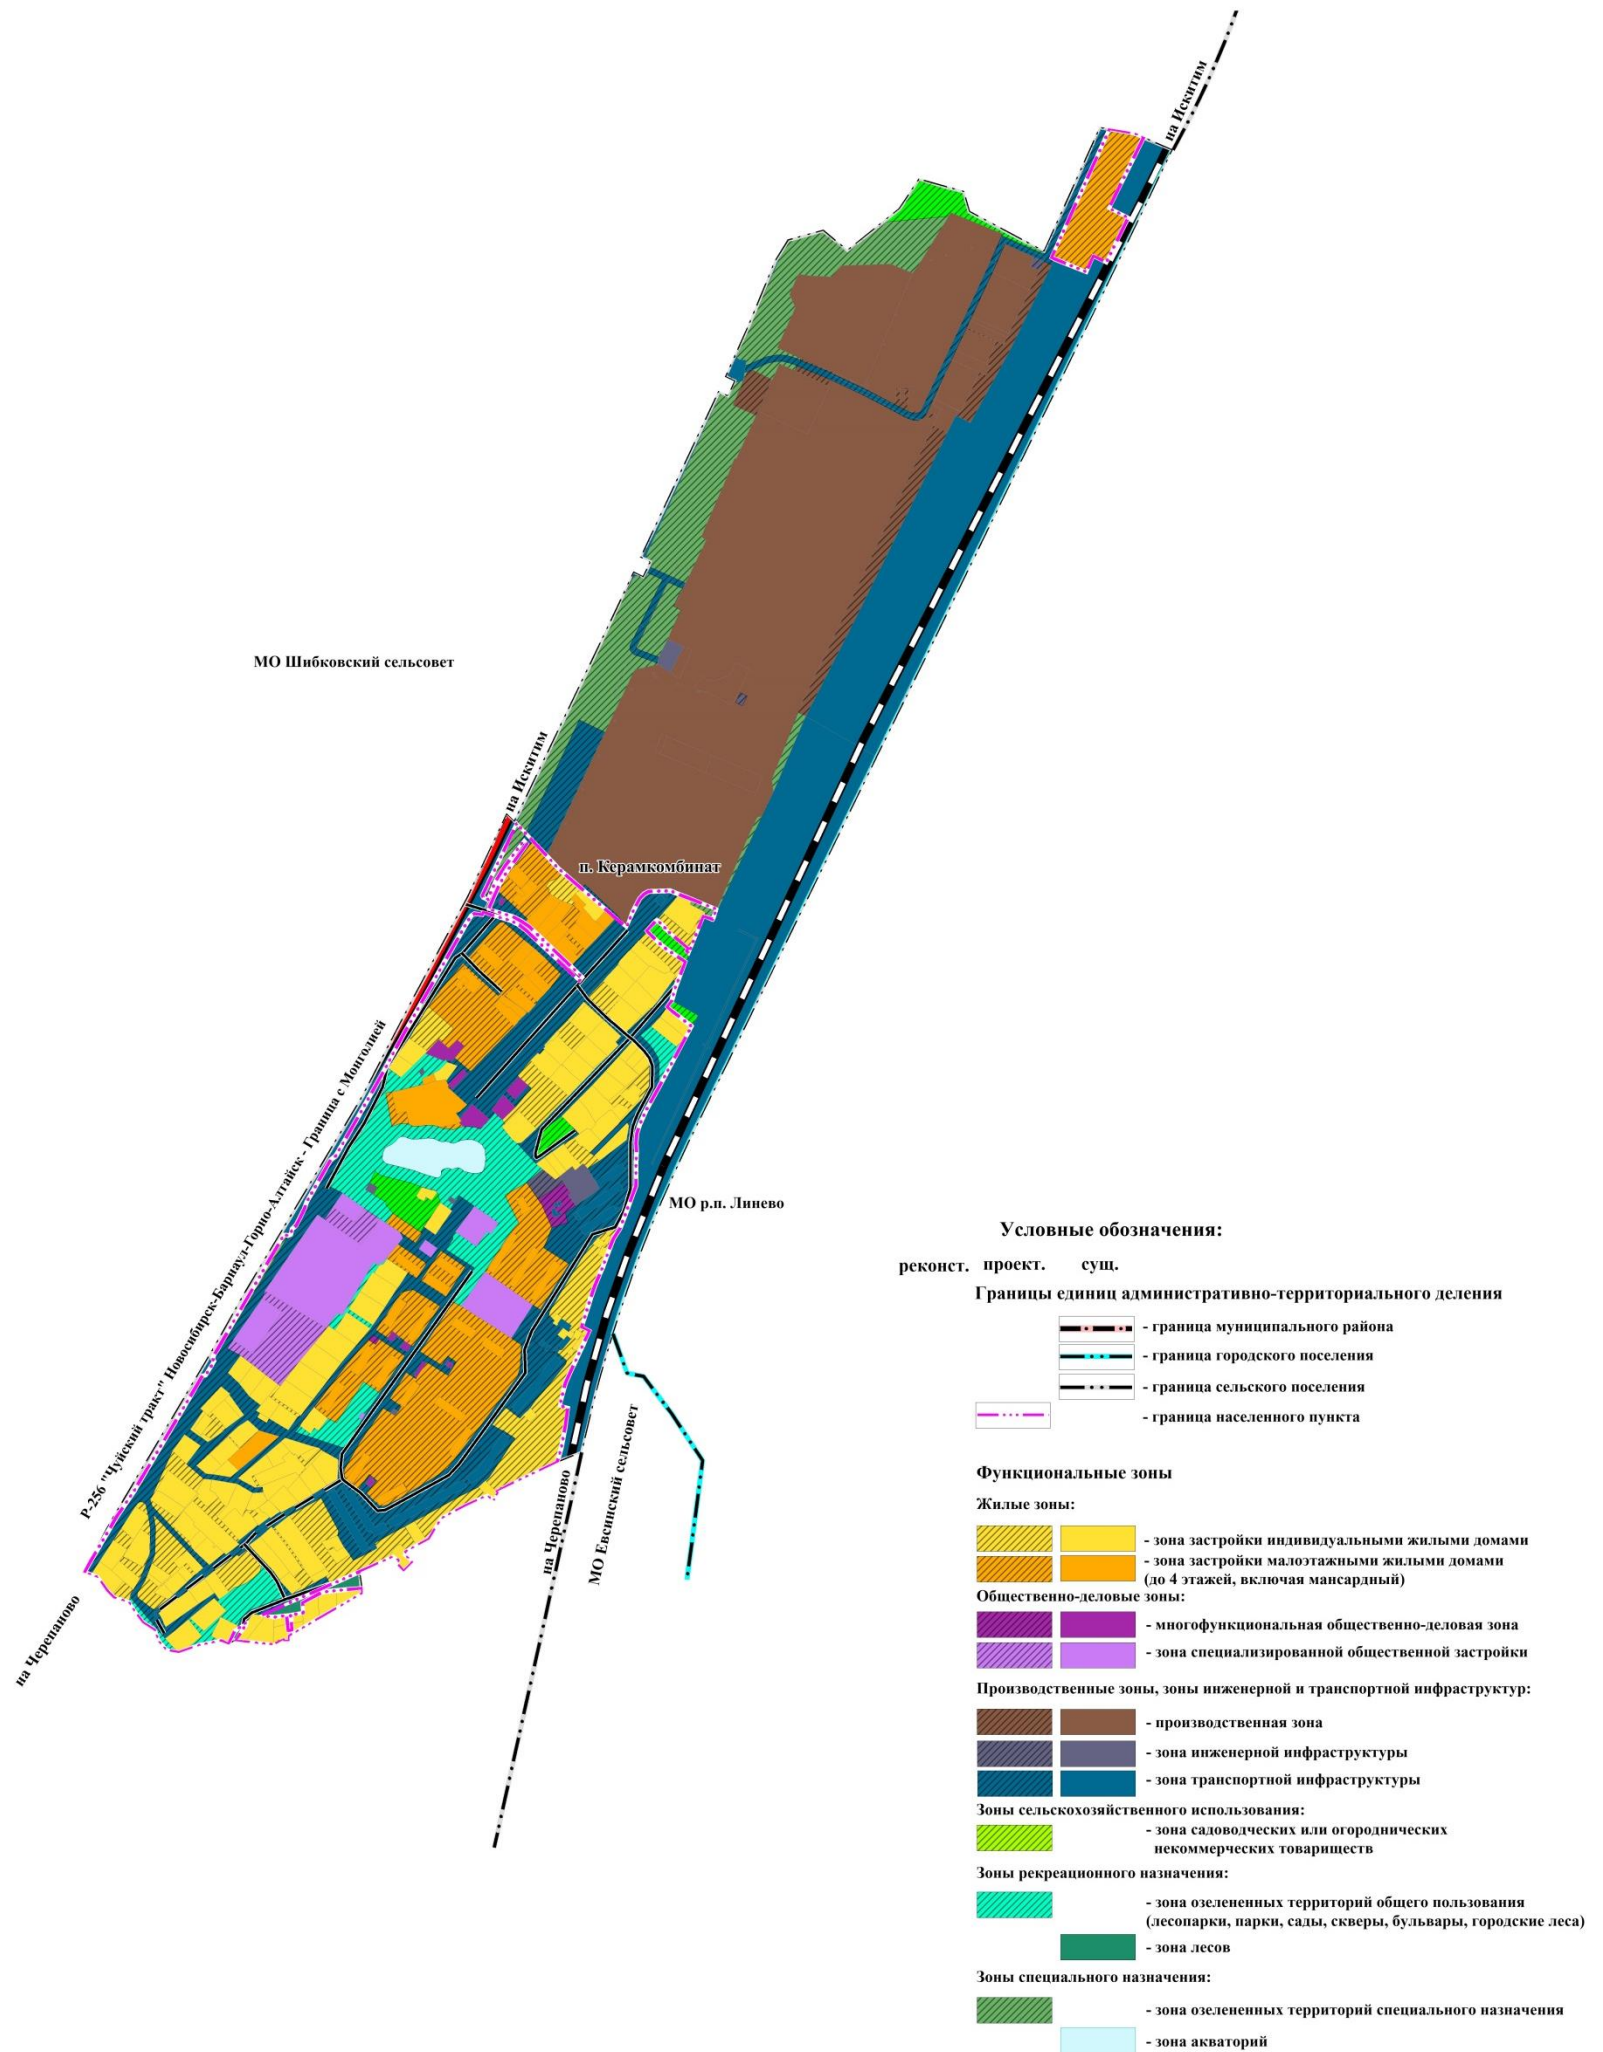 на Искитим
МО Шибковский сельсовет
на Искитим
п. Керамкомбинат
Р-256 "Чуйский тракт" Новосибирск-Барнаул-Горно-Алтайск - Граница с Монголией
МО р.п. Линево
на Черепаново
МО Евсинский сельсовет
на Черепаново
Условные обозначения:
реконст. проект. сущ.
Границы единиц административно-территориального деления
- граница муниципального района
- граница городского поселения
- граница сельского поселения
- граница населенного пункта
Функциональные зоны
Жилые зоны:
- зона застройки индивидуальными жилыми домами
- зона застройки малоэтажными жилыми домами
(до 4 этажей, включая мансардный)
Общественно-деловые зоны:
- многофункциональная общественно-деловая зона
- зона специализированной общественной застройки
Производственные зоны, зоны инженерной и транспортной инфраструктур:
- производственная зона
- зона инженерной инфраструктуры
- зона транспортной инфраструктуры
Зоны сельскохозяйственного использования:
- зона садоводческих или огороднических
некоммерческих товариществ
Зоны рекреационного назначения:
- зона озелененных территорий общего пользования
(лесопарки, парки, сады, скверы, бульвары, городские леса)
- зона лесов
Зоны специального назначения:
- зона озелененных территорий специального назначения
- зона акваторий